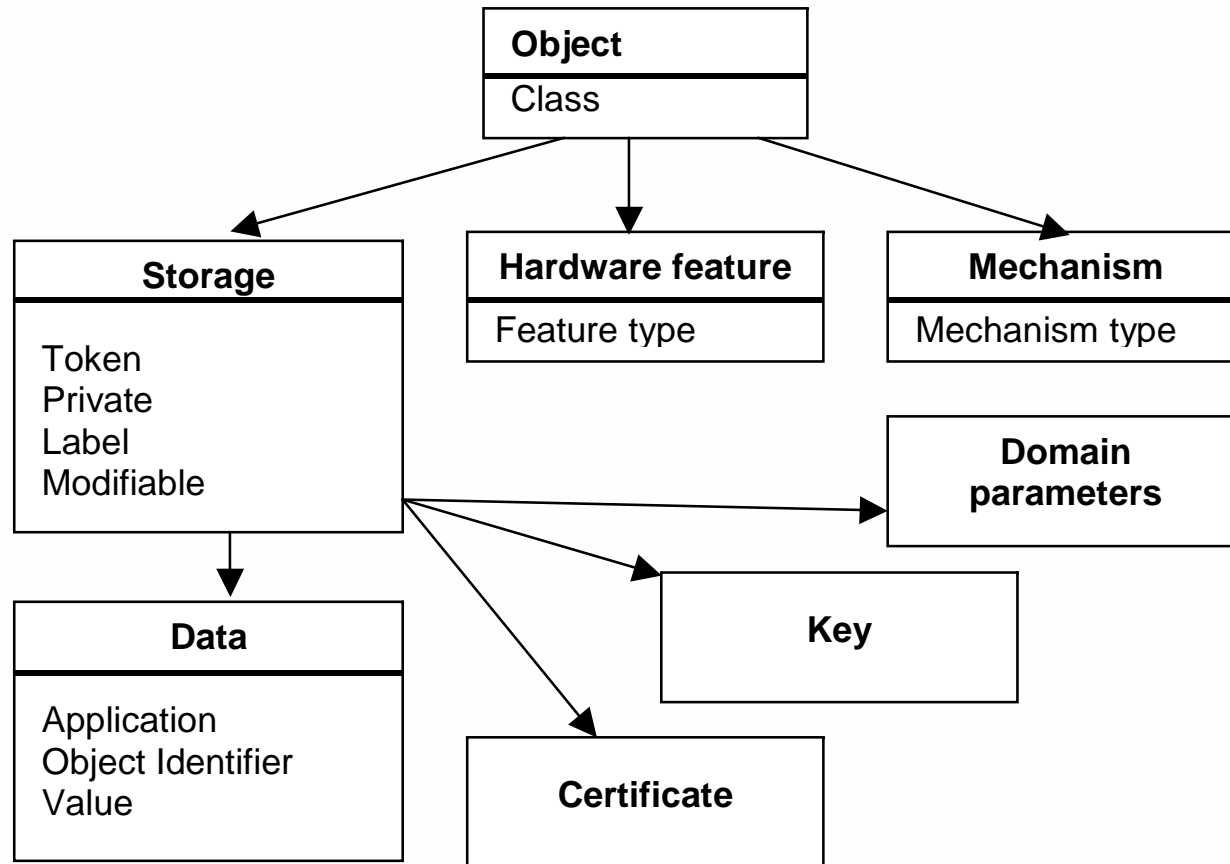 Object
Class
Storage
Token
Private
Label
Modifiable
Hardware feature
Feature type
Mechanism
Mechanism type
Domain
parameters
Key
Data
Application
Object Identifier
Value
Certificate